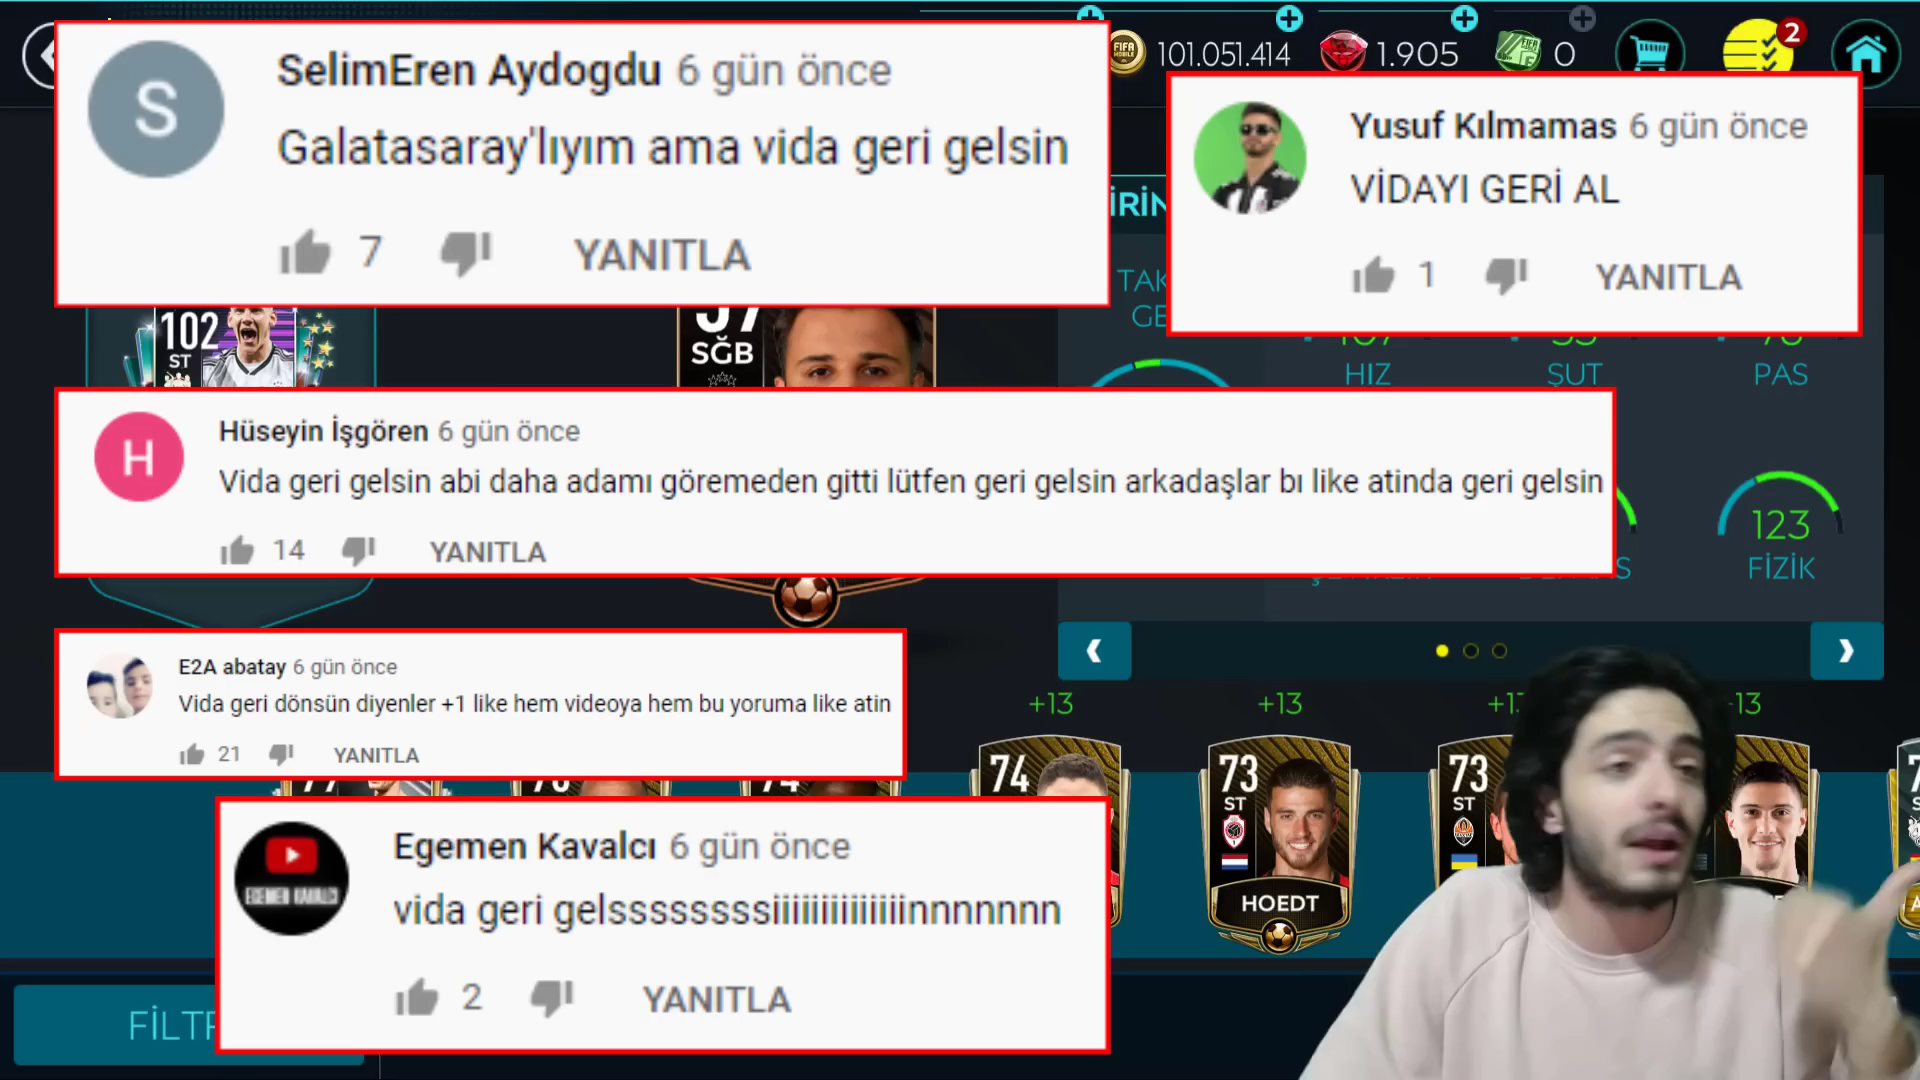 101.051.414
1.905
0
2
S
SelimEren Aydogdu 6 gün önce
Galatasaray'lıyım ama vida geri gelsin
7
YANITLA
Yusuf Kılmamas 6 gün önce
VİDAYI GERİ AL
1
YANITLA
102
ST
SĞB
HIZ
ŞUT
PAS
H
Hüseyin İşgören 6 gün önce
Vida geri gelsin abi daha adamı göremeden gitti lütfen geri gelsin arkadaşlar bı like atinda geri gelsin
14
YANITLA
123
FİZİK
E2A abatay 6 gün önce
Vida geri dönsün diyenler +1 like hem videoya hem bu yoruma like atin
21
YANITLA
+13
+13
74
73
ST
HOEDT
73
ST
EGEMEN KAVALCI
Egemen Kavalcı 6 gün önce
vida geri gelsssssssssiiiiiiiiiiiiiiinnnnnnn
2
YANITLA